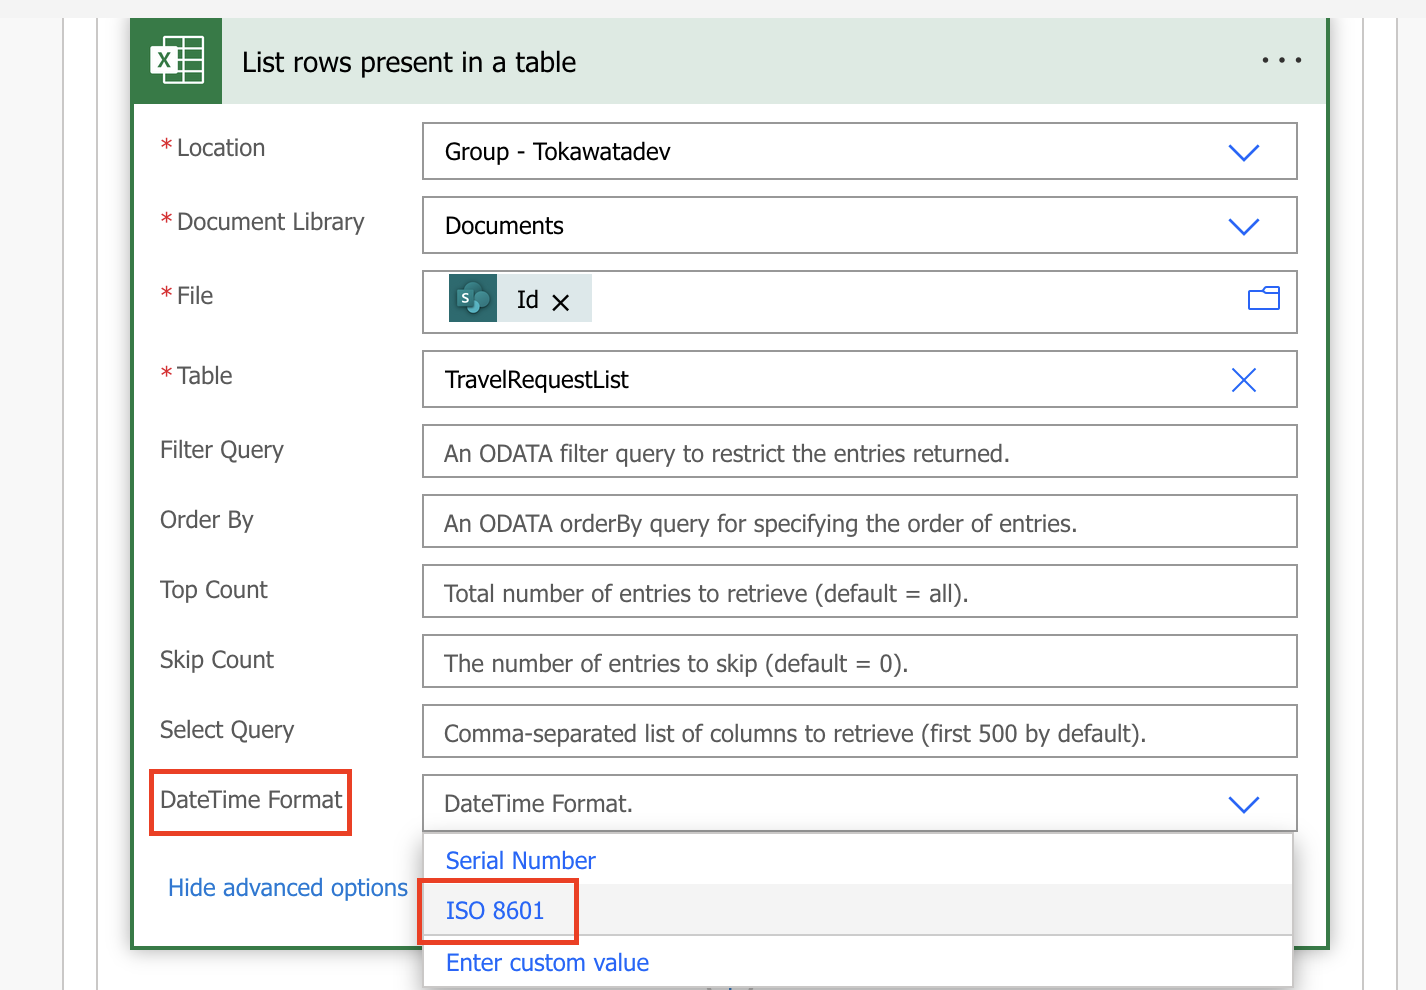 X
List rows present in a table
* Location
Group - Tokawatadev
* Document Library
Documents
* File
S
Id
* Table
TravelRequestList
Filter Query
An ODATA filter query to restrict the entries returned.
Order By
An ODATA orderBy query for specifying the order of entries.
Top Count
Total number of entries to retrieve (default = all).
Skip Count
The number of entries to skip (default = 0).
Select Query
Comma-separated list of columns to retrieve (first 500 by default).
DateTime Format
DateTime Format.
Serial Number
Hide advanced options
ISO 8601
Enter custom value